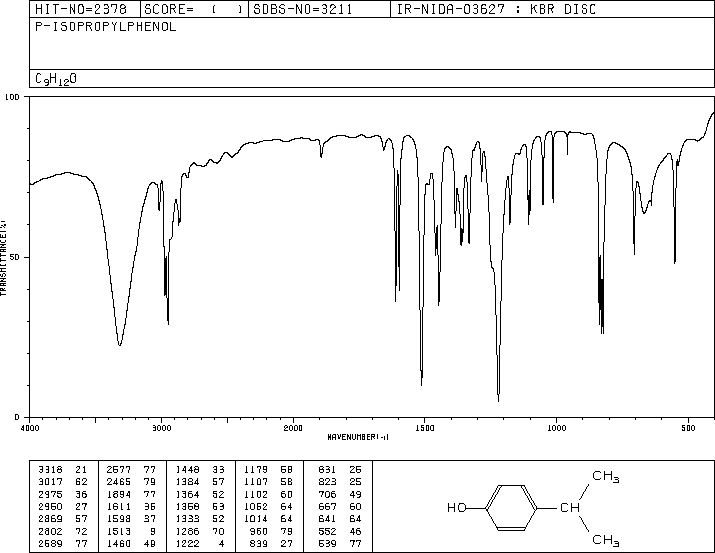 HIT-NO=2378 SCORE= ( ) SDBS-NO=3211 IR-NIDA-03627 : KBR DISC
P-ISOPROPYLPHENOL
C9H12O
100
50
0
TRANSMITTANCE(%)
4000 3000 2000 1500 1000 500
WAVENUMBER(-1)
3318 21 2577 77 1448 33 1179 58 831 25
3017 62 2465 79 1384 57 1107 58 823 25
2975 36 1894 77 1364 52 1102 60 706 49
2950 27 1611 35 1358 53 1052 64 667 60
2869 57 1598 37 1333 52 1014 64 641 64
2802 72 1513 9 1286 70 960 79 552 46
2589 77 1460 49 1222 4 839 27 539 77
CH3
HO CH
CH3